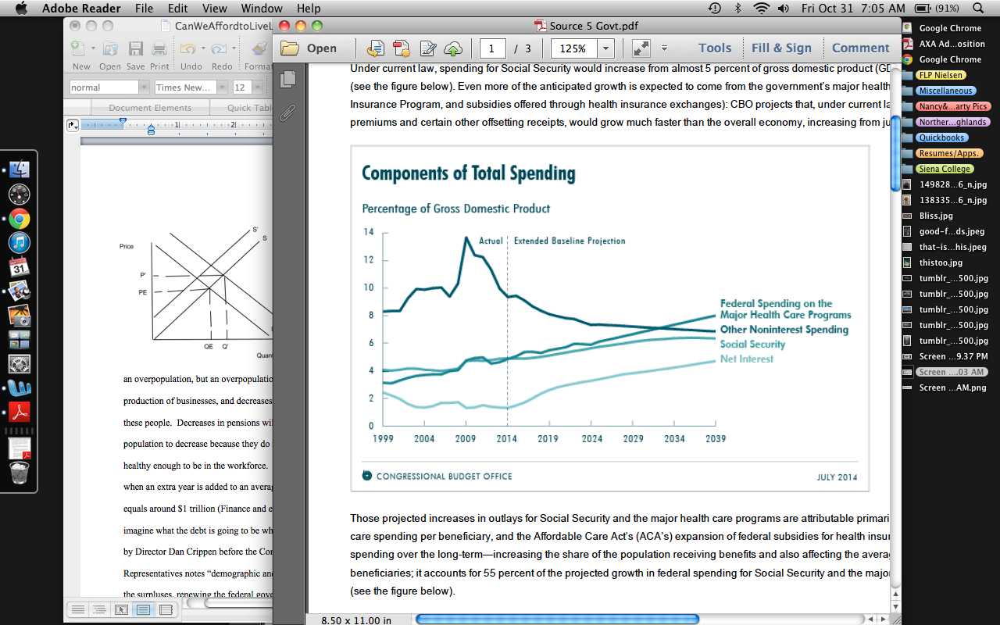 Adobe Reader File Edit View Window Help
Fri Oct 31 7:05 AM (91%)
CanWeAffordtoLiveL
New Open Save Print Undo Redo Format
normal Times New... 12
Document Elements Quick Tabl
1 2
Price
S'
S
P'
PE
QE Q'
Quan
an overpopulation, but an overpopulatio
production of businesses, and decreases
these people. Decreases in pensions wil
population to decrease because they do
healthy enough to be in the workforce.
when an extra year is added to an averag
equals around $1 trillion (Finance and e
imagine what the debt is going to be wh
by Director Dan Crippen before the Con
Representatives notes “demographic and
the surpluses, renewing the federal gove
Source 5 Govt.pdf
Open 1 / 3 125% Tools Fill & Sign Comment
Under current law, spending for Social Security would increase from almost 5 percent of gross domestic product (GD
(see the figure below). Even more of the anticipated growth is expected to come from the government's major health
Insurance Program, and subsidies offered through health insurance exchanges): CBO projects that, under current la
premiums and certain other offsetting receipts, would grow much faster than the overall economy, increasing from ju
Components of Total Spending
Percentage of Gross Domestic Product
14
Actual Extended Baseline Projection
12
10
8
6
4
2
0
Federal Spending on the
Major Health Care Programs
Other Noninterest Spending
Social Security
Net Interest
1999 2004 2009 2014 2019 2024 2029 2034 2039
CONGRESSIONAL BUDGET OFFICE JULY 2014
Those projected increases in outlays for Social Security and the major health care programs are attributable primari
care spending per beneficiary, and the Affordable Care Act's (ACA's) expansion of federal subsidies for health insur
spending over the long-term—increasing the share of the population receiving benefits and also affecting the averag
beneficiaries; it accounts for 55 percent of the projected growth in federal spending for Social Security and the major
(see the figure below).
8.50 x 11.00 in
Google Chrome
AXA Ad...osition
Google Chrome
FLP Nielsen
Miscellaneous
Nancy&...arty Pics
Norther...ghlands
Quickbooks
Resumes/Apps.
Siena College
149828...6_n.jpg
138335...6_n.jpg
Bliss.jpg
good-f...ds.jpeg
that-is...his.jpeg
thistoo.jpg
tumblr_...500.jpg
tumblr_...500.jpg
tumblr_...500.jpg
tumblr_...500.jpg
tumblr_...500.jpg
Screen ...9.37 PM
Screen ....03 AM
Screen ...AM.png
31